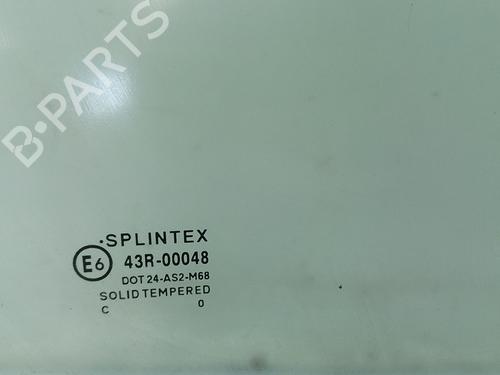 B-PARTS
·SPLINTEX
E6 43R-00048
DOT 24-AS2-M68
SOLID TEMPERED
C 0